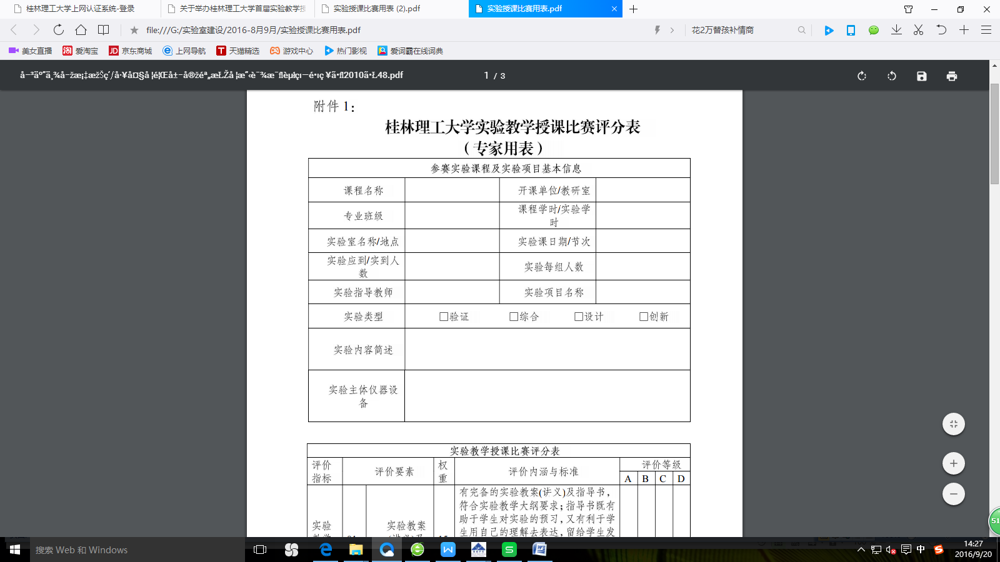 桂林理工大学上网认证系统-登录
关于举办桂林理工大学首届实验教学授
实验授课比赛用表 (2).pdf
实验授课比赛用表.pdf
file:///G:/实验室建设/2016-8月9月/实验授课比赛用表.pdf
花2万替孩补情商
美女直播 爱淘宝 京东商城 上网导航 天猫精选 游戏中心 热门影视 爱词霸在线词典
1 / 3
附件 1：
桂林理工大学实验教学授课比赛评分表
（专家用表）
参赛实验课程及实验项目基本信息
课程名称 开课单位/教研室
专业班级 课程学时/实验学时
实验室名称/地点 实验课日期/节次
实验应到/实到人数 实验每组人数
实验指导教师 实验项目名称
实验类型 □验证 □综合 □设计 □创新
实验内容简述
实验主体仪器设备
实验教学授课比赛评分表
评价指标 评价要素 权重 评价内涵与标准 评价等级
A B C D
有完备的实验教案(讲义)及指导书，
符合实验教学大纲要求；指导书既有
助于学生对实验的预习，又有利于学
实验 实验教案 生用自己的理解去表达，留给学生发
51
搜索 Web 和 Windows
中
14:27
2016/9/20